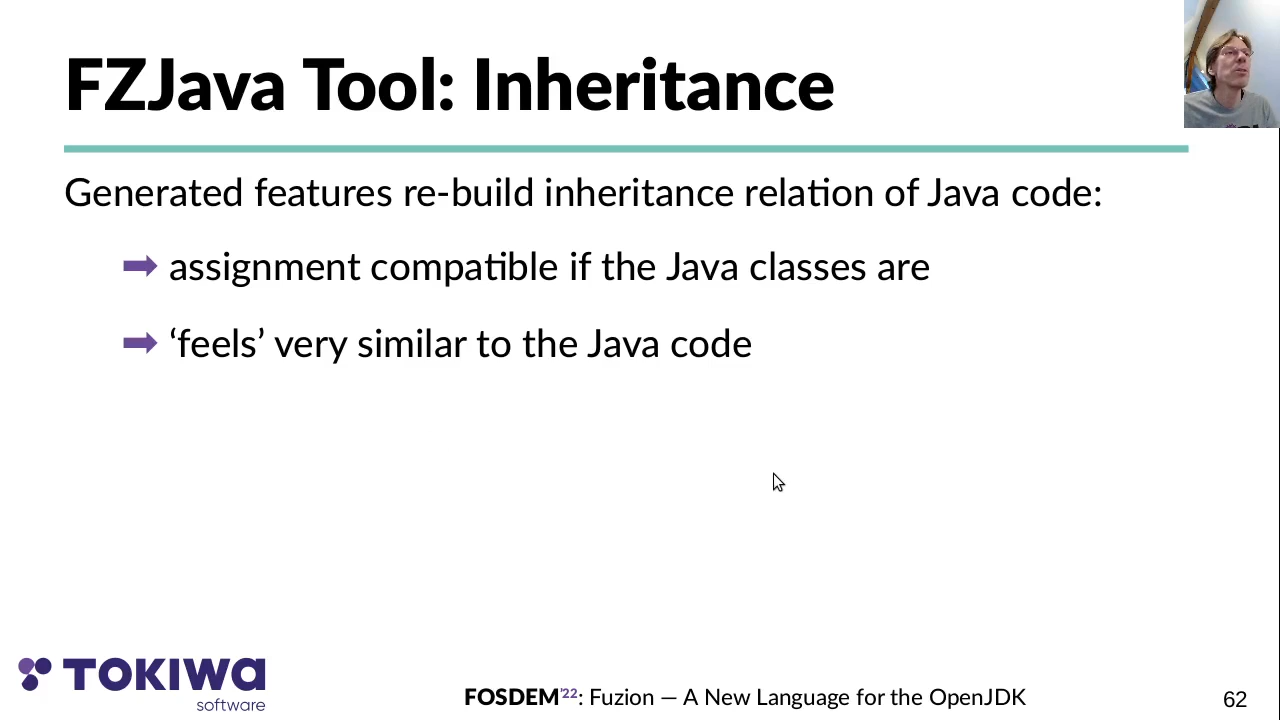 FZJava Tool: Inheritance
Generated features re-build inheritance relation of Java code:
➡ assignment compatible if the Java classes are
➡ ‘feels’ very similar to the Java code
TOKIWA
software
FOSDEM'22: Fuzion — A New Language for the OpenJDK
62